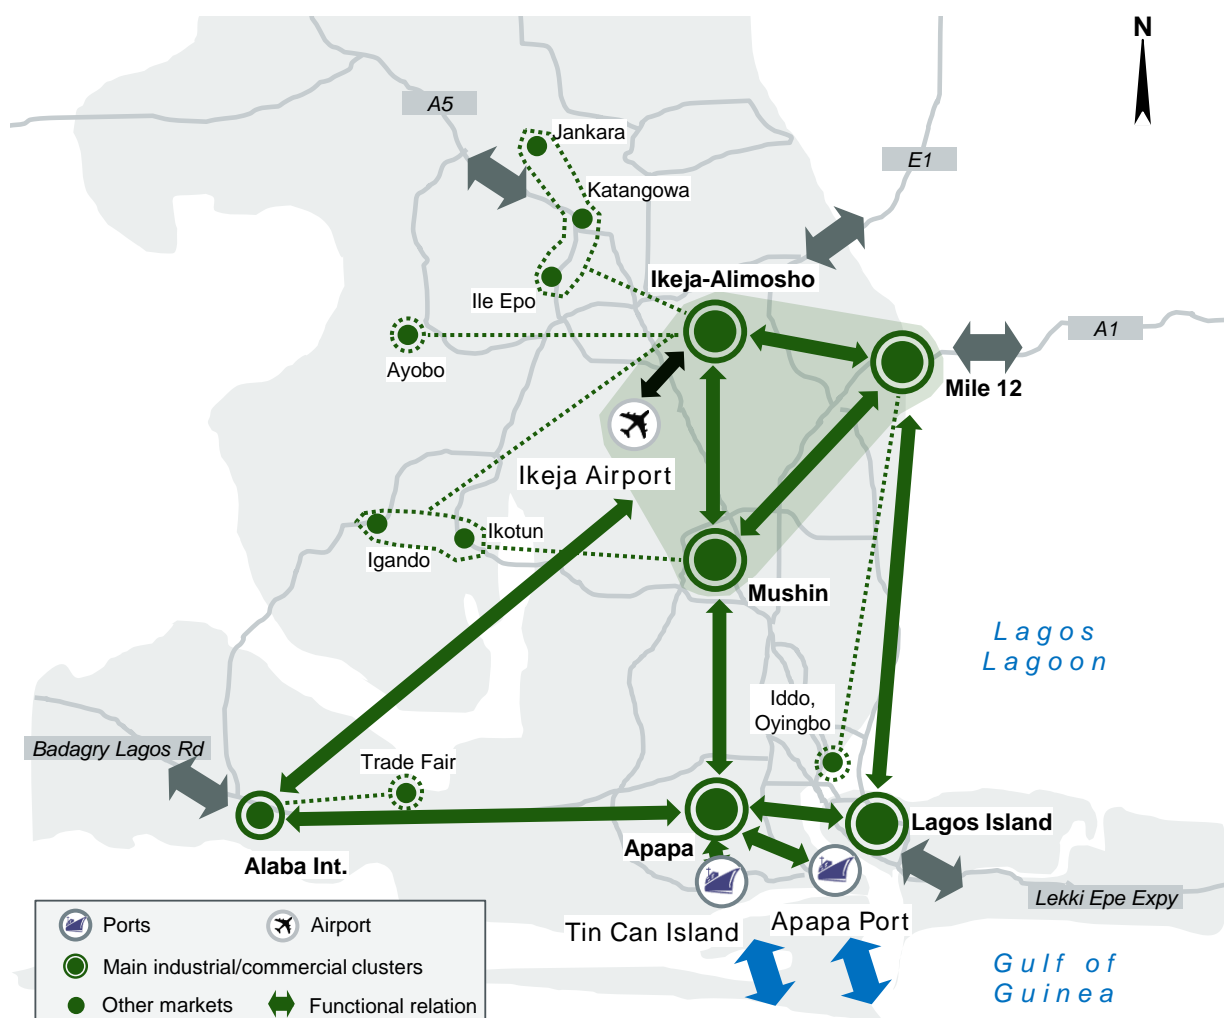 N
A5
Jankara
E1
Katangowa
Ikeja-Alimosho
Ile Epo
A1
Ayobo
Mile 12
Ikeja Airport
Ikotun
Igando
Mushin
Lagos
Lagoon
Iddo,
Oyingbo
Badagry Lagos Rd
Trade Fair
Lagos Island
Apapa
Alaba Int.
Lekki Epe Expy
Apapa Port
Tin Can Island
Gulf of
Guinea
Ports
Airport
Main industrial/commercial clusters
Other markets
Functional relation